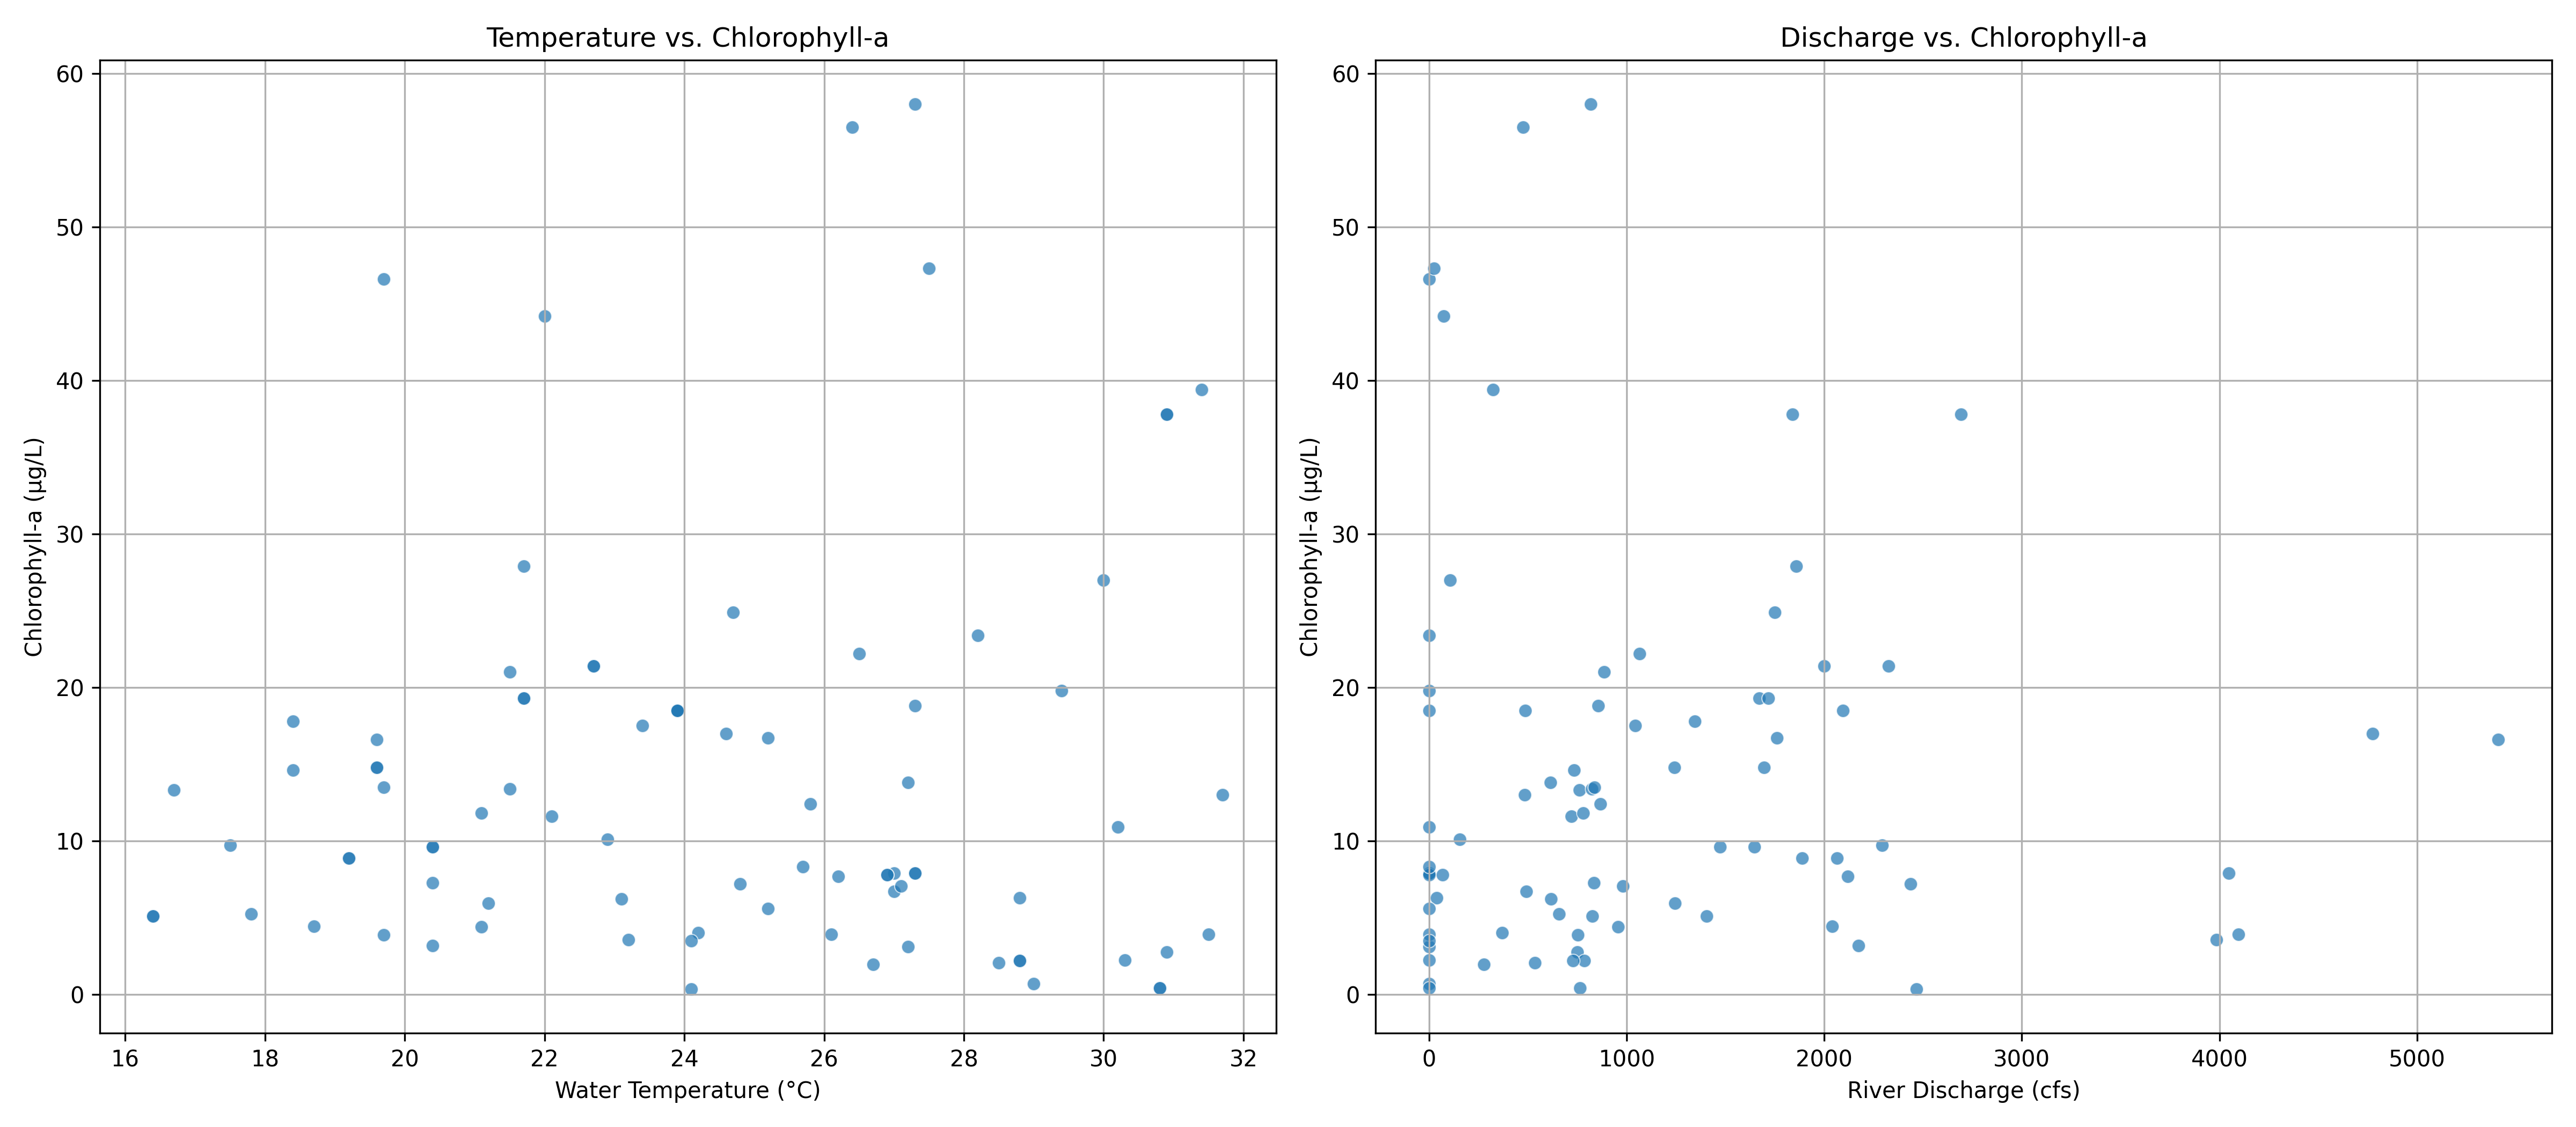 Temperature vs. Chlorophyll-a
60
50
40
30
20
10
0
Chlorophyll-a (µg/L)
16 18 20 22 24 26 28 30 32
Water Temperature (°C)
Discharge vs. Chlorophyll-a
60
50
40
30
20
10
0
Chlorophyll-a (µg/L)
0 1000 2000 3000 4000 5000
River Discharge (cfs)